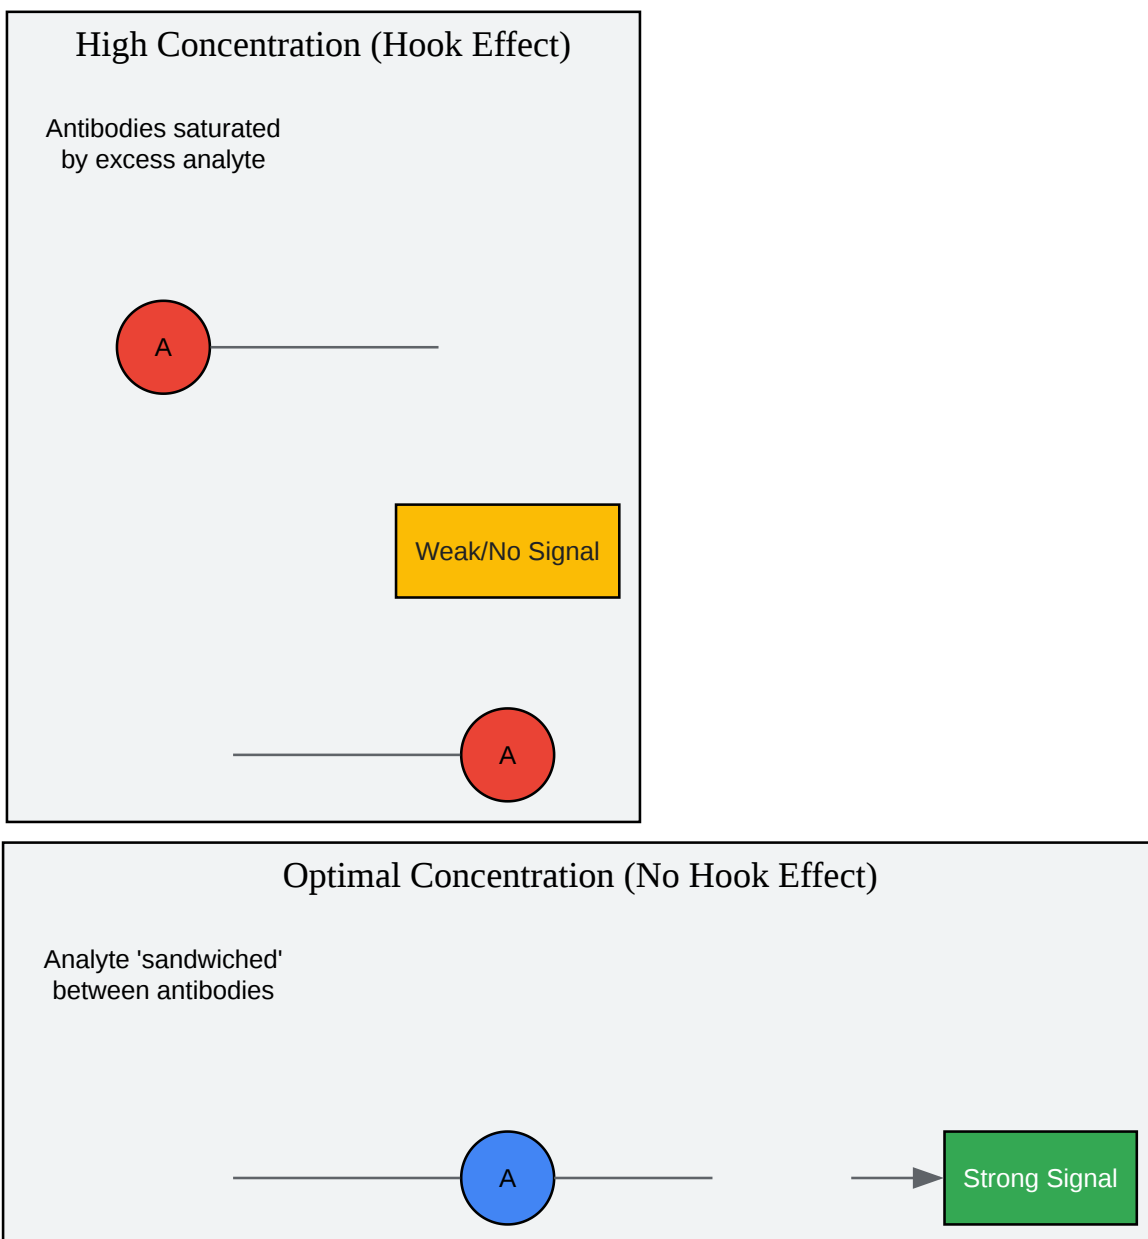 High Concentration (Hook Effect)
Antibodies saturated
by excess analyte
A
Weak/No Signal
A
Optimal Concentration (No Hook Effect)
Analyte 'sandwiched'
between antibodies
A
Strong Signal